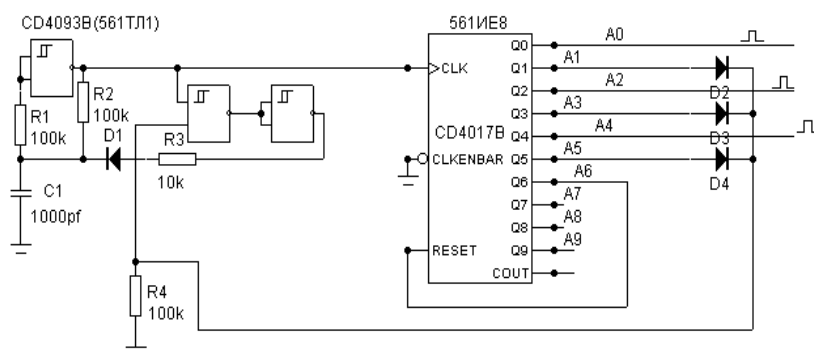 CD4093B(561ТЛ1)
561ИЕ8
R1
100k
R2
100k
D1
R3
10k
C1
1000pf
R4
100k
CLK
CD4017B
CLKENBAR
RESET
Q0
Q1
Q2
Q3
Q4
Q5
Q6
Q7
Q8
Q9
COUT
A0
A1
A2
A3
A4
A5
A6
A7
A8
A9
D2
D3
D4